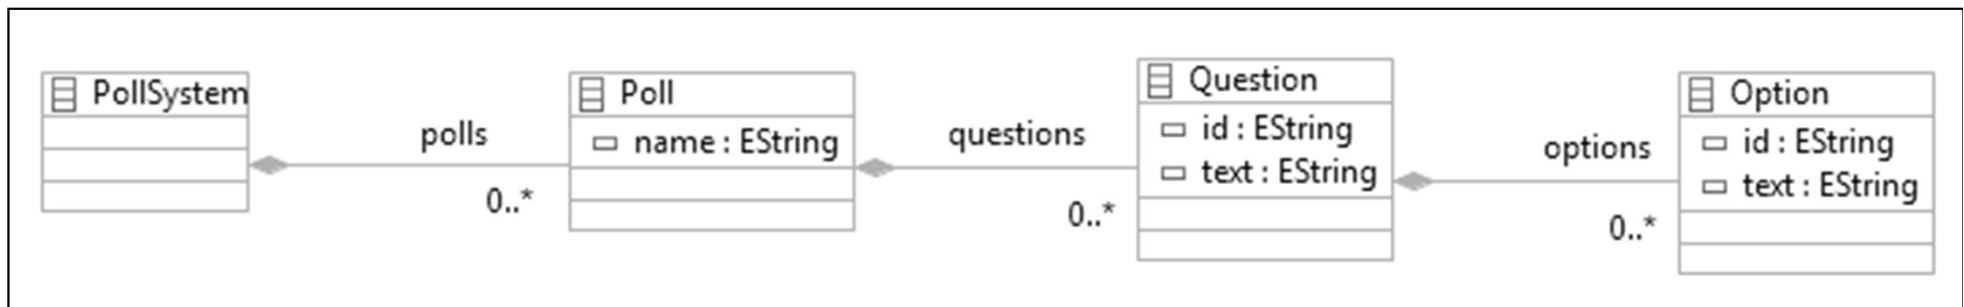 PollSystem
polls
0..*
Poll
name : EString
questions
0..*
Question
id : EString
text : EString
options
0..*
Option
id : EString
text : EString